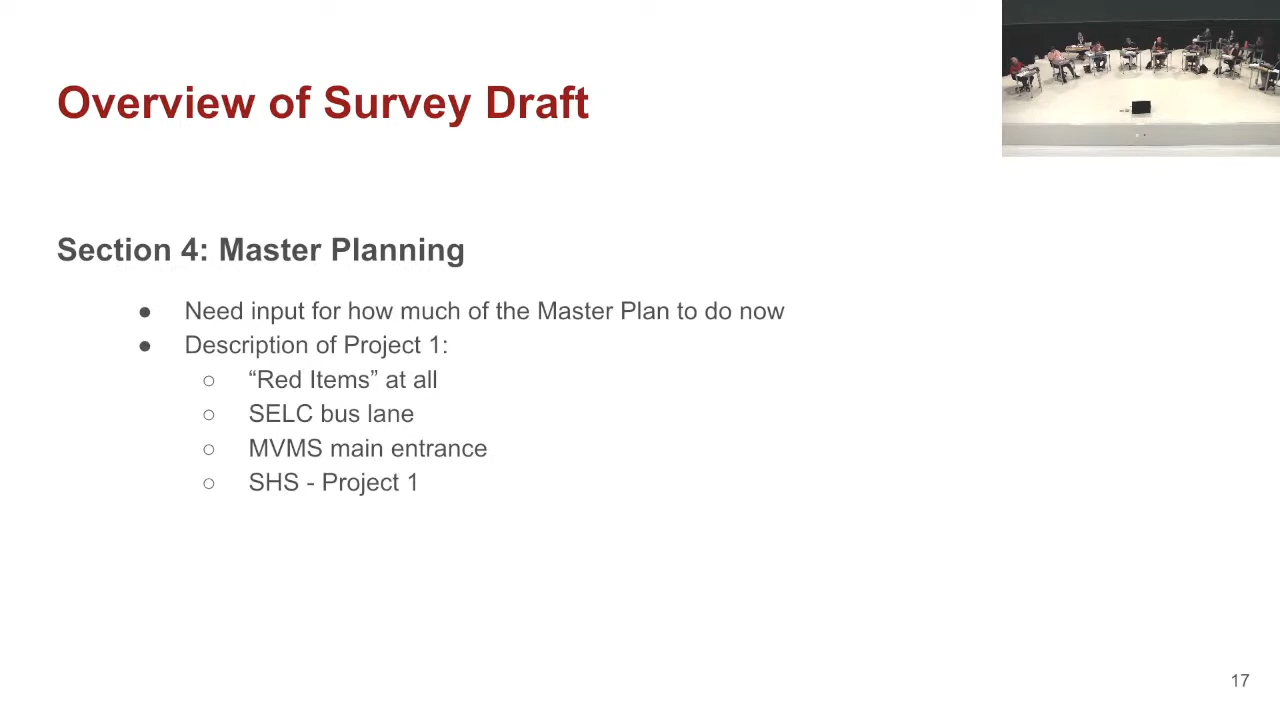 Overview of Survey Draft
Section 4: Master Planning
● Need input for how much of the Master Plan to do now
● Description of Project 1:
○ “Red Items” at all
○ SELC bus lane
○ MVMS main entrance
○ SHS - Project 1
17